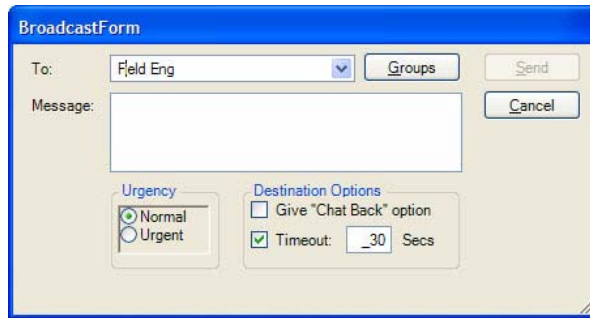 BroadcastForm
To: Field Eng Groups Send
Message: Cancel
Urgency Destination Options
Normal Give "Chat Back" option
Urgent Timeout: _30 Secs